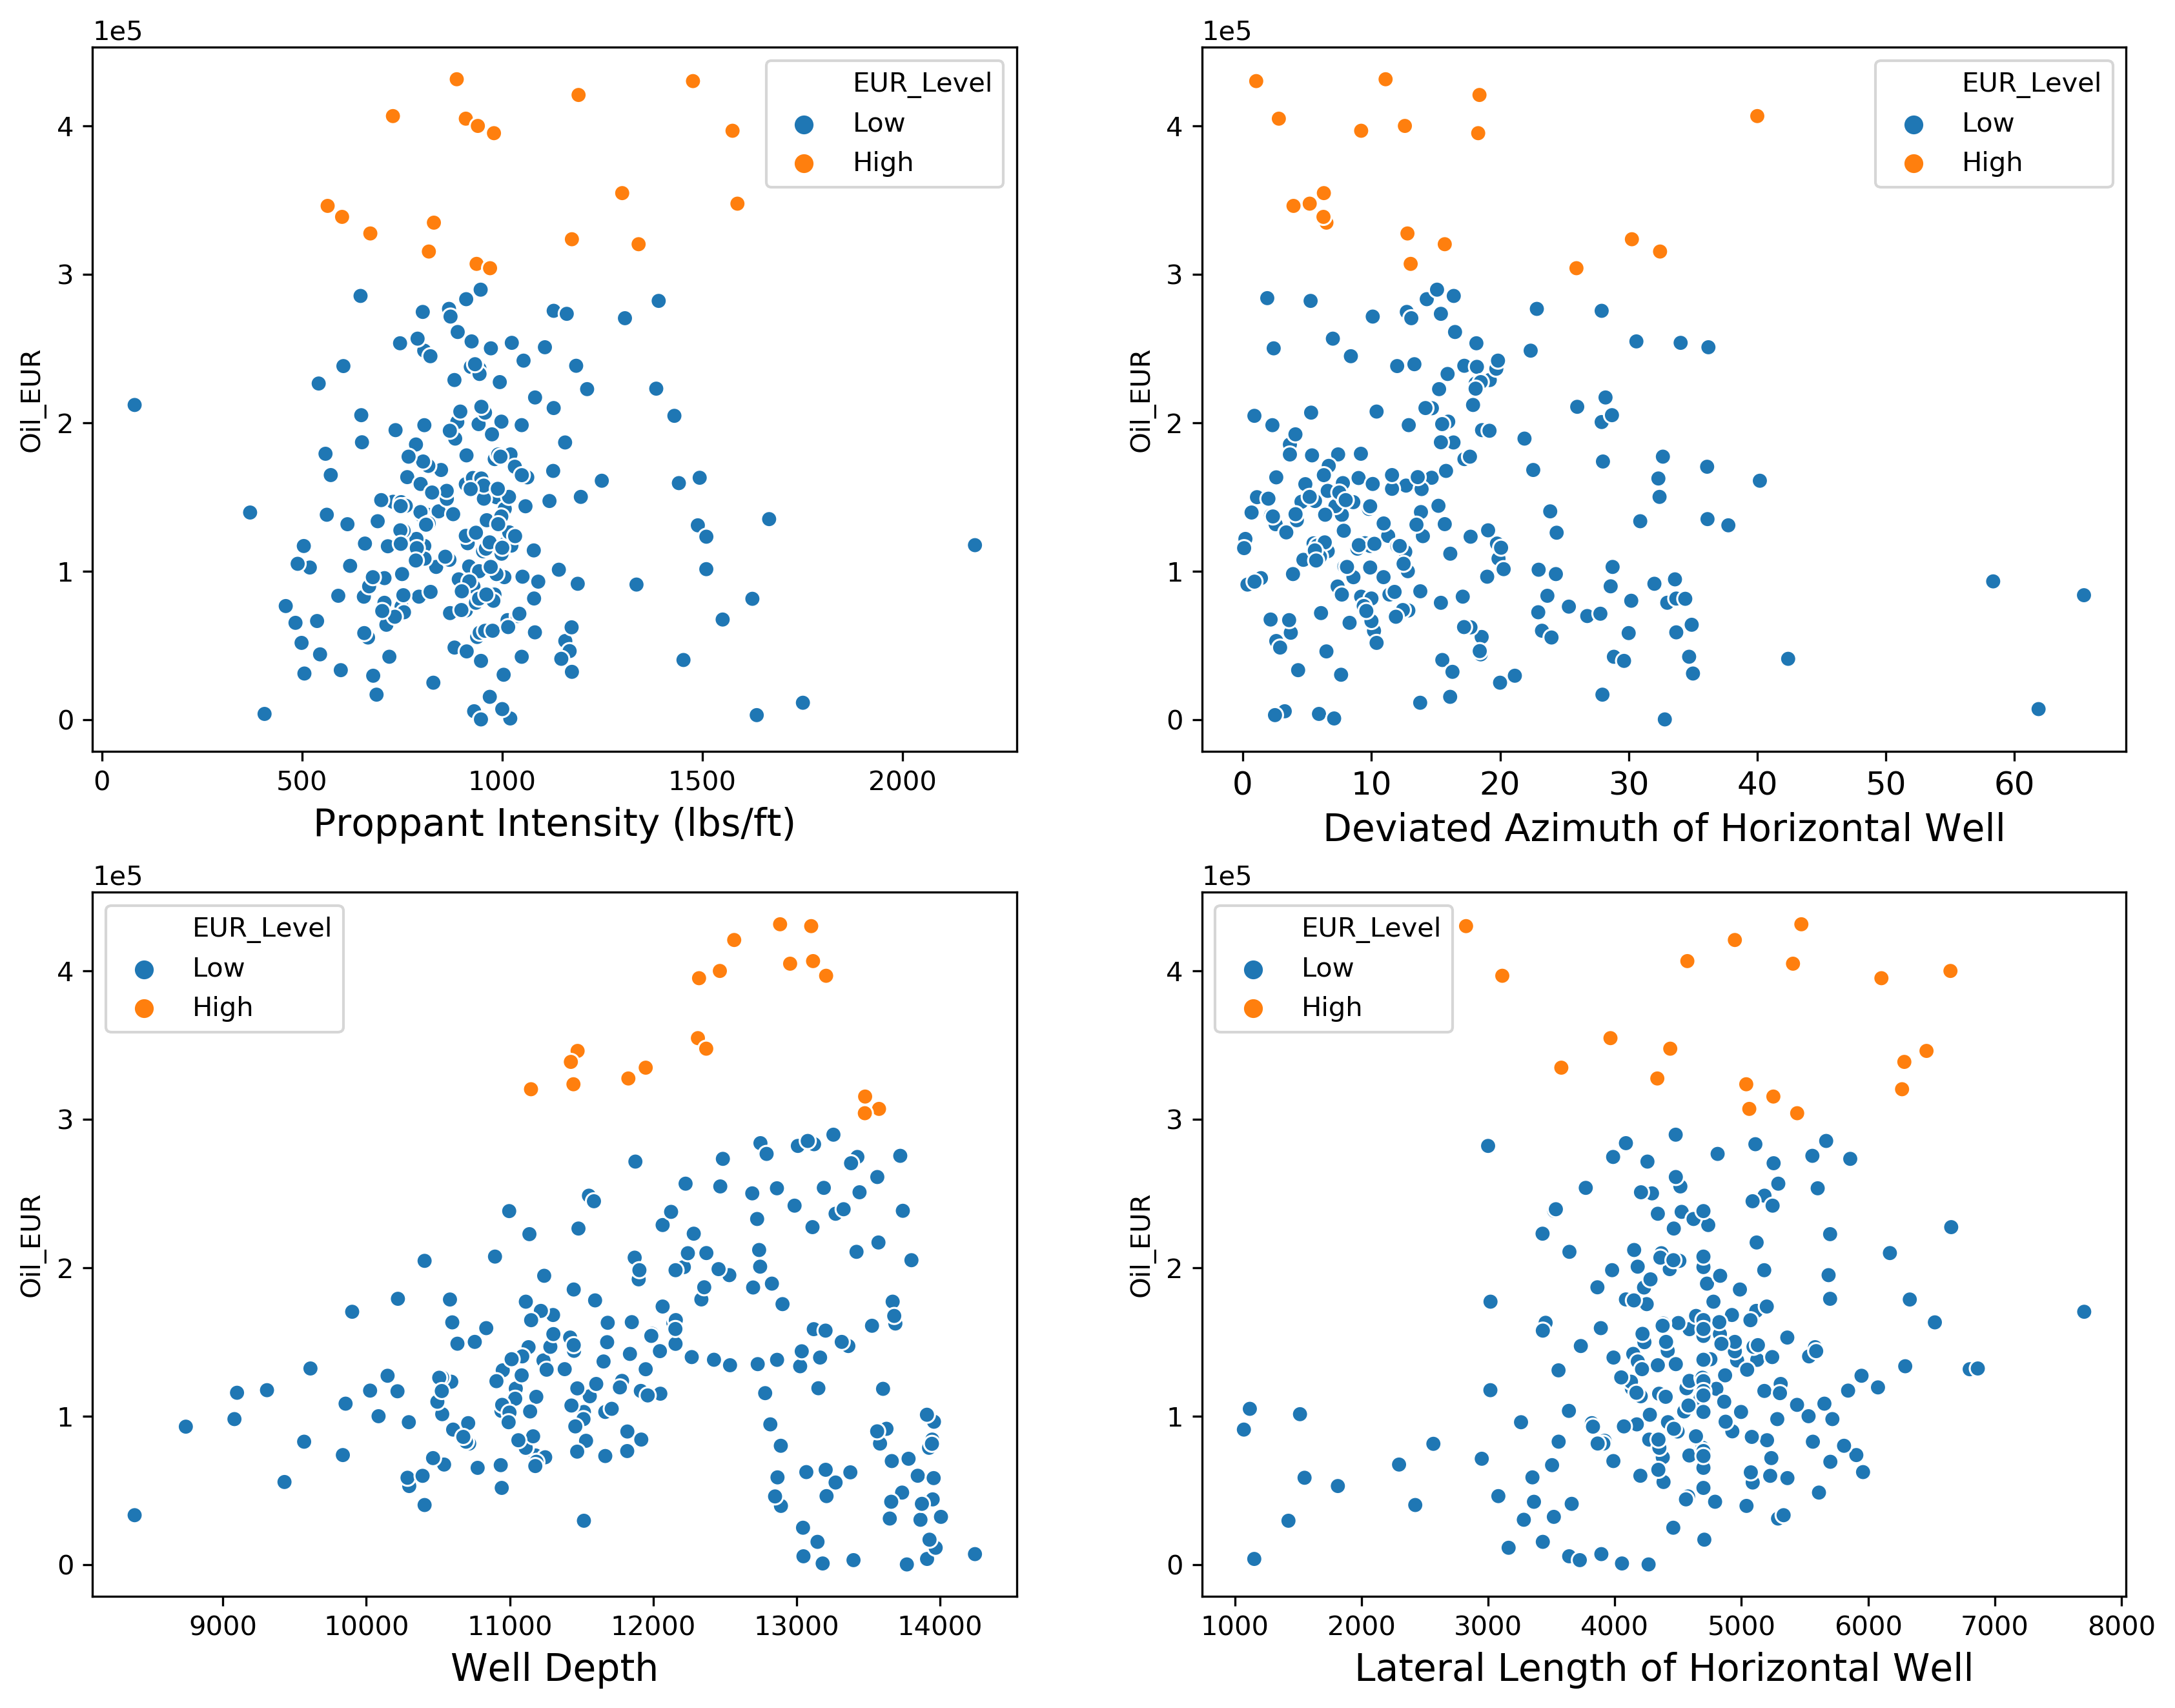 1e5
EUR_Level
Low
High
4
3
2
1
0
Oil_EUR
0 500 1000 1500 2000
Proppant Intensity (lbs/ft)
1e5
EUR_Level
Low
High
4
3
2
1
0
Oil_EUR
0 10 20 30 40 50 60
Deviated Azimuth of Horizontal Well
1e5
EUR_Level
Low
High
4
3
2
1
0
Oil_EUR
9000 10000 11000 12000 13000 14000
Well Depth
1e5
EUR_Level
Low
High
4
3
2
1
0
Oil_EUR
1000 2000 3000 4000 5000 6000 7000 8000
Lateral Length of Horizontal Well